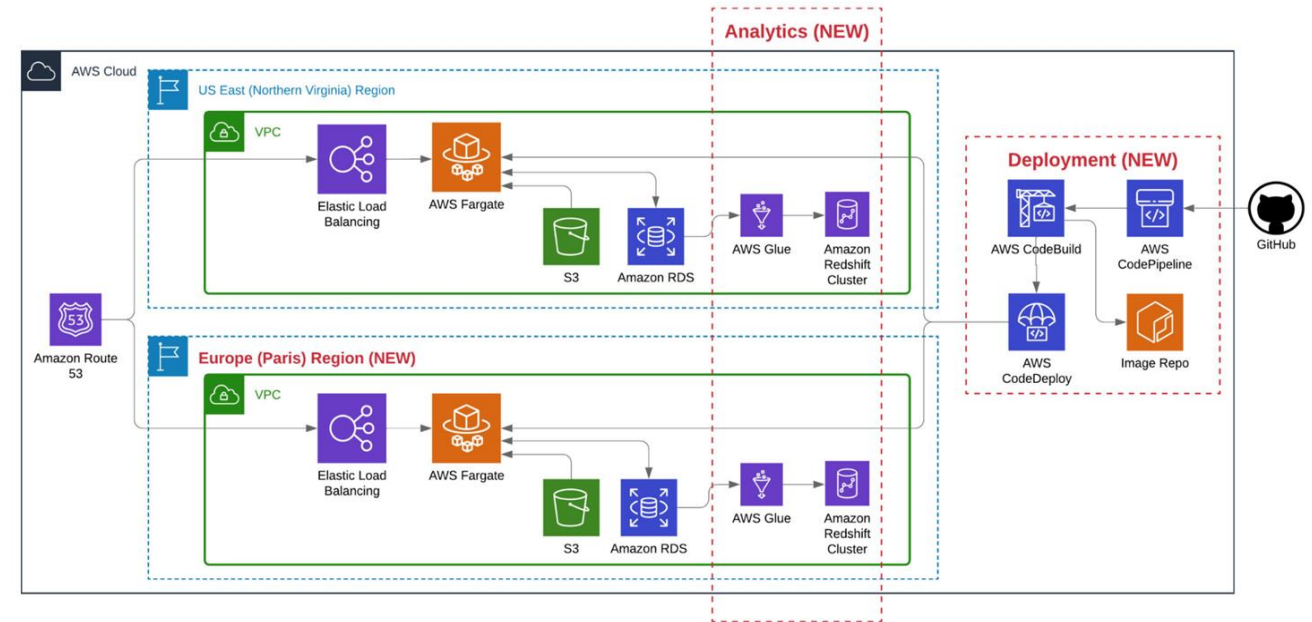 Analytics (NEW)
AWS Cloud
US East (Northern Virginia) Region
VPC
Elastic Load
Balancing
AWS Fargate
S3
Amazon RDS
AWS Glue
Amazon
Redshift
Cluster
Deployment (NEW)
AWS CodeBuild
AWS
CodePipeline
GitHub
AWS
CodeDeploy
Image Repo
53
Amazon Route
53
Europe (Paris) Region (NEW)
VPC
Elastic Load
Balancing
AWS Fargate
S3
Amazon RDS
AWS Glue
Amazon
Redshift
Cluster